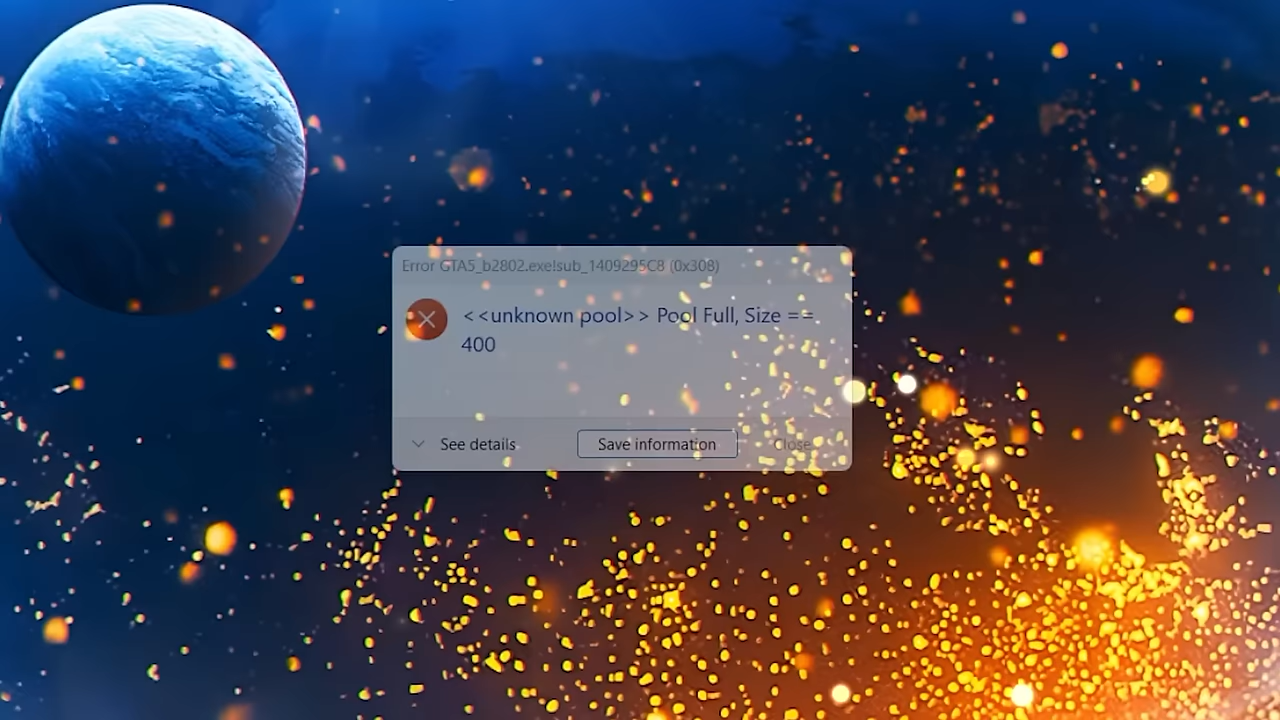 Error GTA5_b2802.exe!sub_1409295C8 (0x308)
<<unknown pool>> Pool Full, Size ==
400
See details
Save information
Close